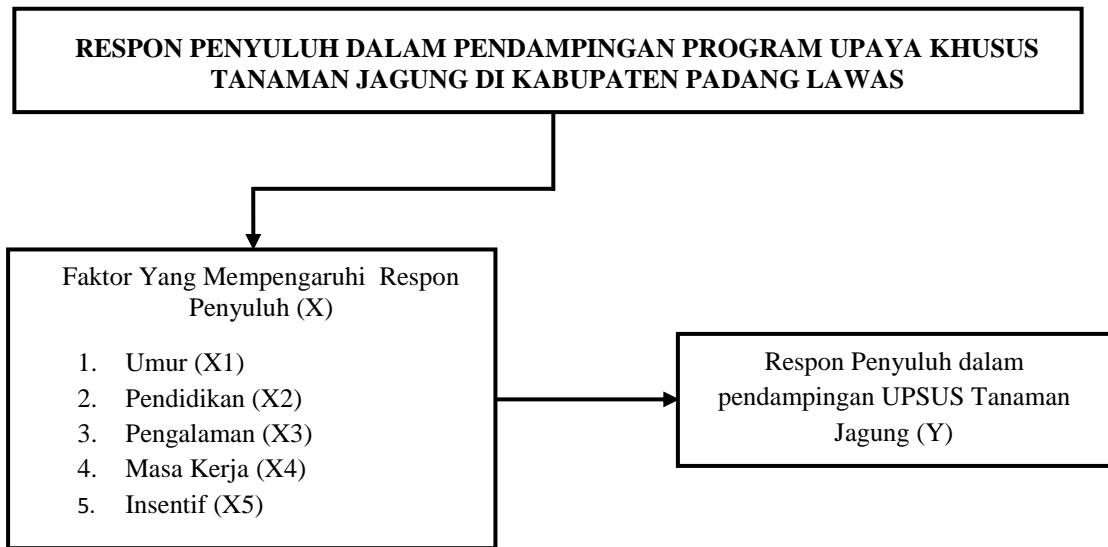 RESPON PENYULUH DALAM PENDAMPINGAN PROGRAM UPAYA KHUSUS
TANAMAN JAGUNG DI KABUPATEN PADANG LAWAS
Faktor Yang Mempengaruhi Respon
Penyuluh (X)
1. Umur (X1)
2. Pendidikan (X2)
3. Pengalaman (X3)
4. Masa Kerja (X4)
5. Insentif (X5)
Respon Penyuluh dalam
pendampingan UPSUS Tanaman
Jagung (Y)